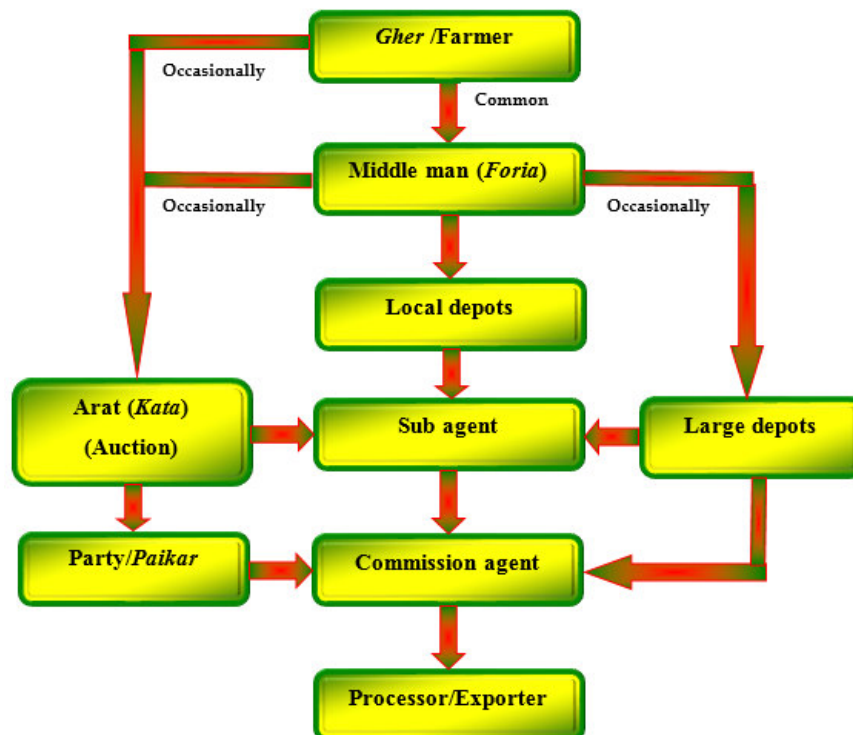 Gher /Farmer
Occasionally
Common
Middle man (Foria)
Occasionally
Occasionally
Local depots
Arat (Kata)
(Auction)
Sub agent
Large depots
Party/Paikar
Commission agent
Processor/Exporter